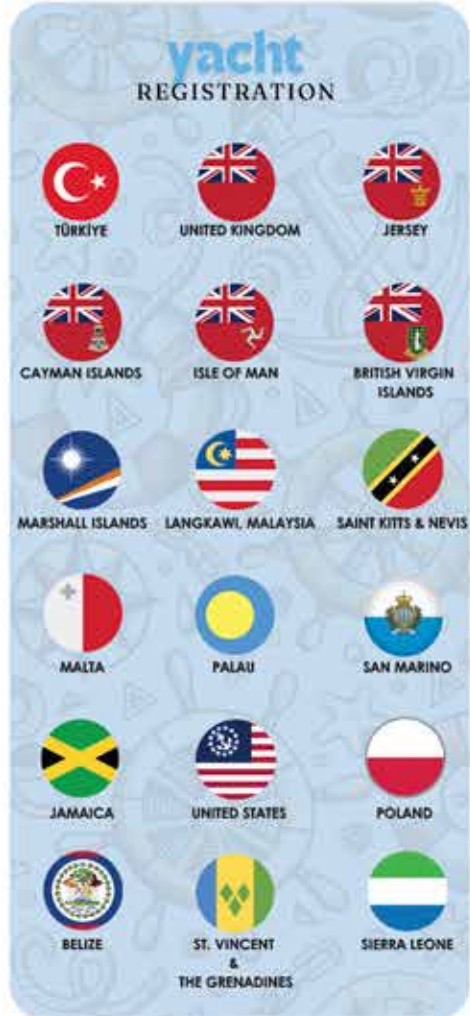 yacht
REGISTRATION
TÜRKİYE
UNITED KINGDOM
JERSEY
CAYMAN ISLANDS
ISLE OF MAN
BRITISH VIRGIN
ISLANDS
MARSHALL ISLANDS
LANGKAWI, MALAYSIA
SAINT KITTS & NEVIS
MALTA
PALAU
SAN MARINO
JAMAICA
UNITED STATES
POLAND
BELIZE
ST. VINCENT
&
THE GRENADINES
SIERRA LEONE